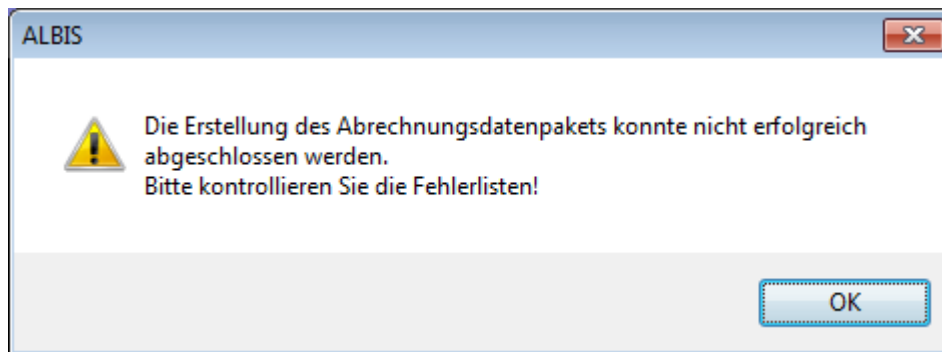 ALBIS
Die Erstellung des Abrechnungsdatenpakets konnte nicht erfolgreich
abgeschlossen werden.
Bitte kontrollieren Sie die Fehlerlisten!
OK